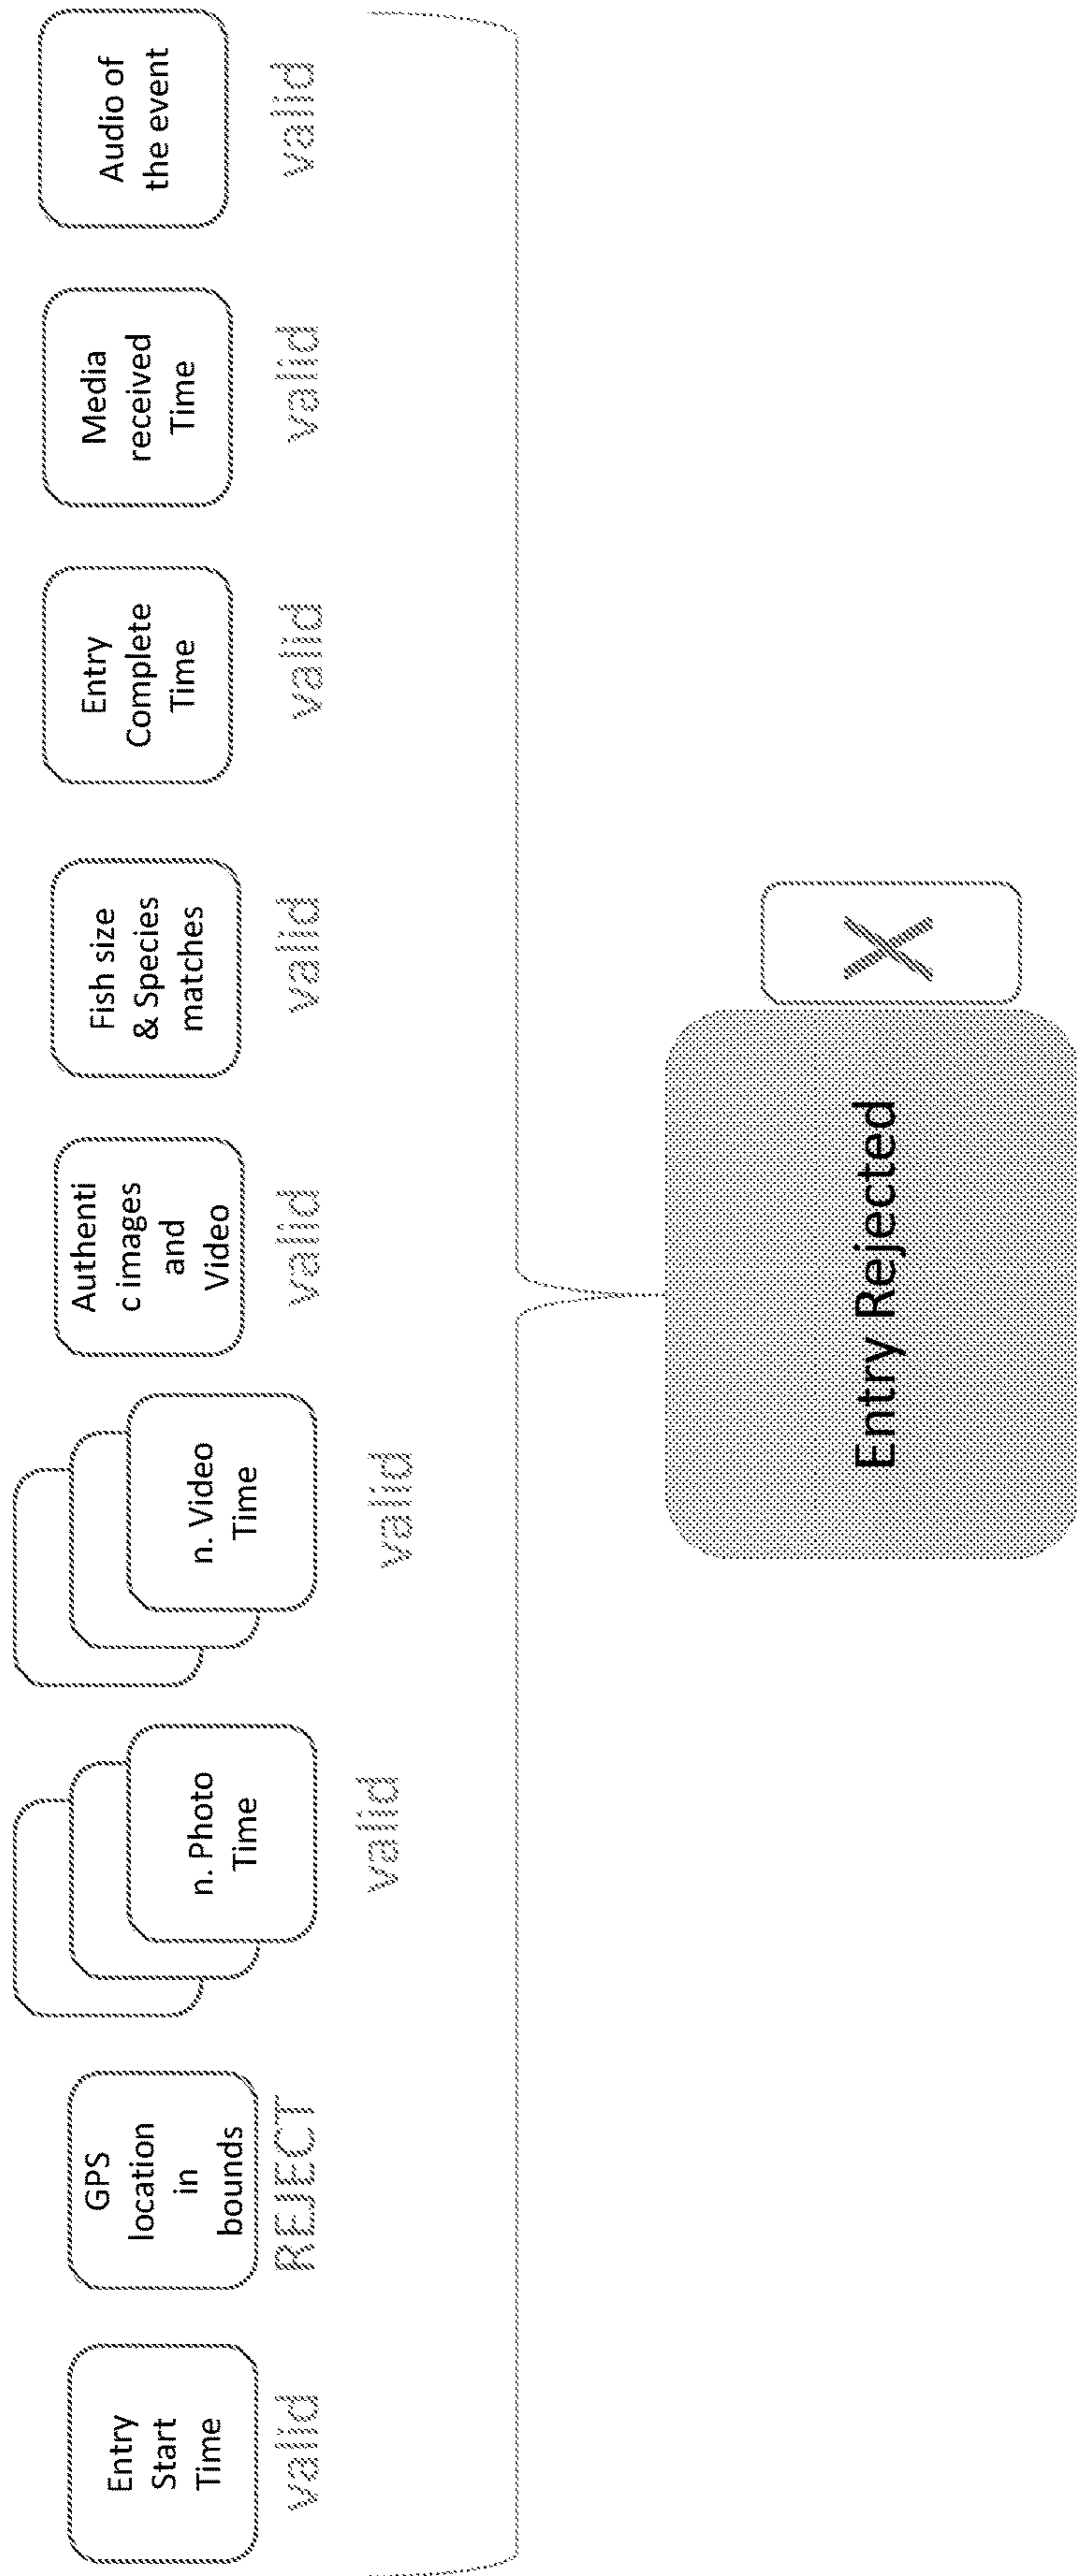 Entry
Start
Time
valid
GPS
location
in
bounds
REJECT
n. Photo
Time
valid
n. Video
Time
valid
Authenti
c images
and
Video
valid
Fish size
& Species
matches
valid
Entry
Complete
Time
valid
Media
received
Time
valid
Audio of
the event
valid
Entry Rejected
X